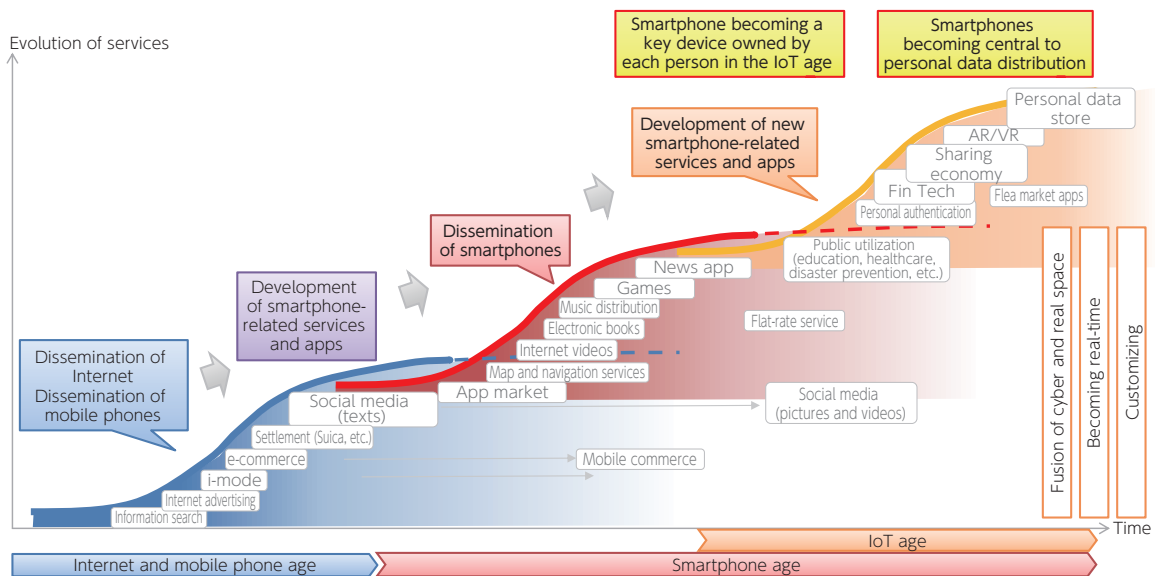 Evolution of services
Smartphone becoming a
key device owned by
each person in the IoT age
Smartphones
becoming central to
personal data distribution
Development of new
smartphone-related
services and apps
Personal data
store
AR/VR
Sharing
economy
Fin Tech
Flea market apps
Personal authentication
Dissemination
of smartphones
Public utilization
(education, healthcare,
disaster prevention, etc.)
News app
Games
Music distribution
Electronic books
Internet videos
Map and navigation services
App market
Flat-rate service
Development
of smartphone-
related services
and apps
Dissemination of
Internet
Dissemination of
mobile phones
Social media
(texts)
Social media
(pictures and videos)
Settlement (Suica, etc.)
e-commerce
Mobile commerce
i-mode
Internet advertising
Information search
Fusion of cyber and real space
Becoming real-time
Customizing
Time
IoT age
Internet and mobile phone age
Smartphone age